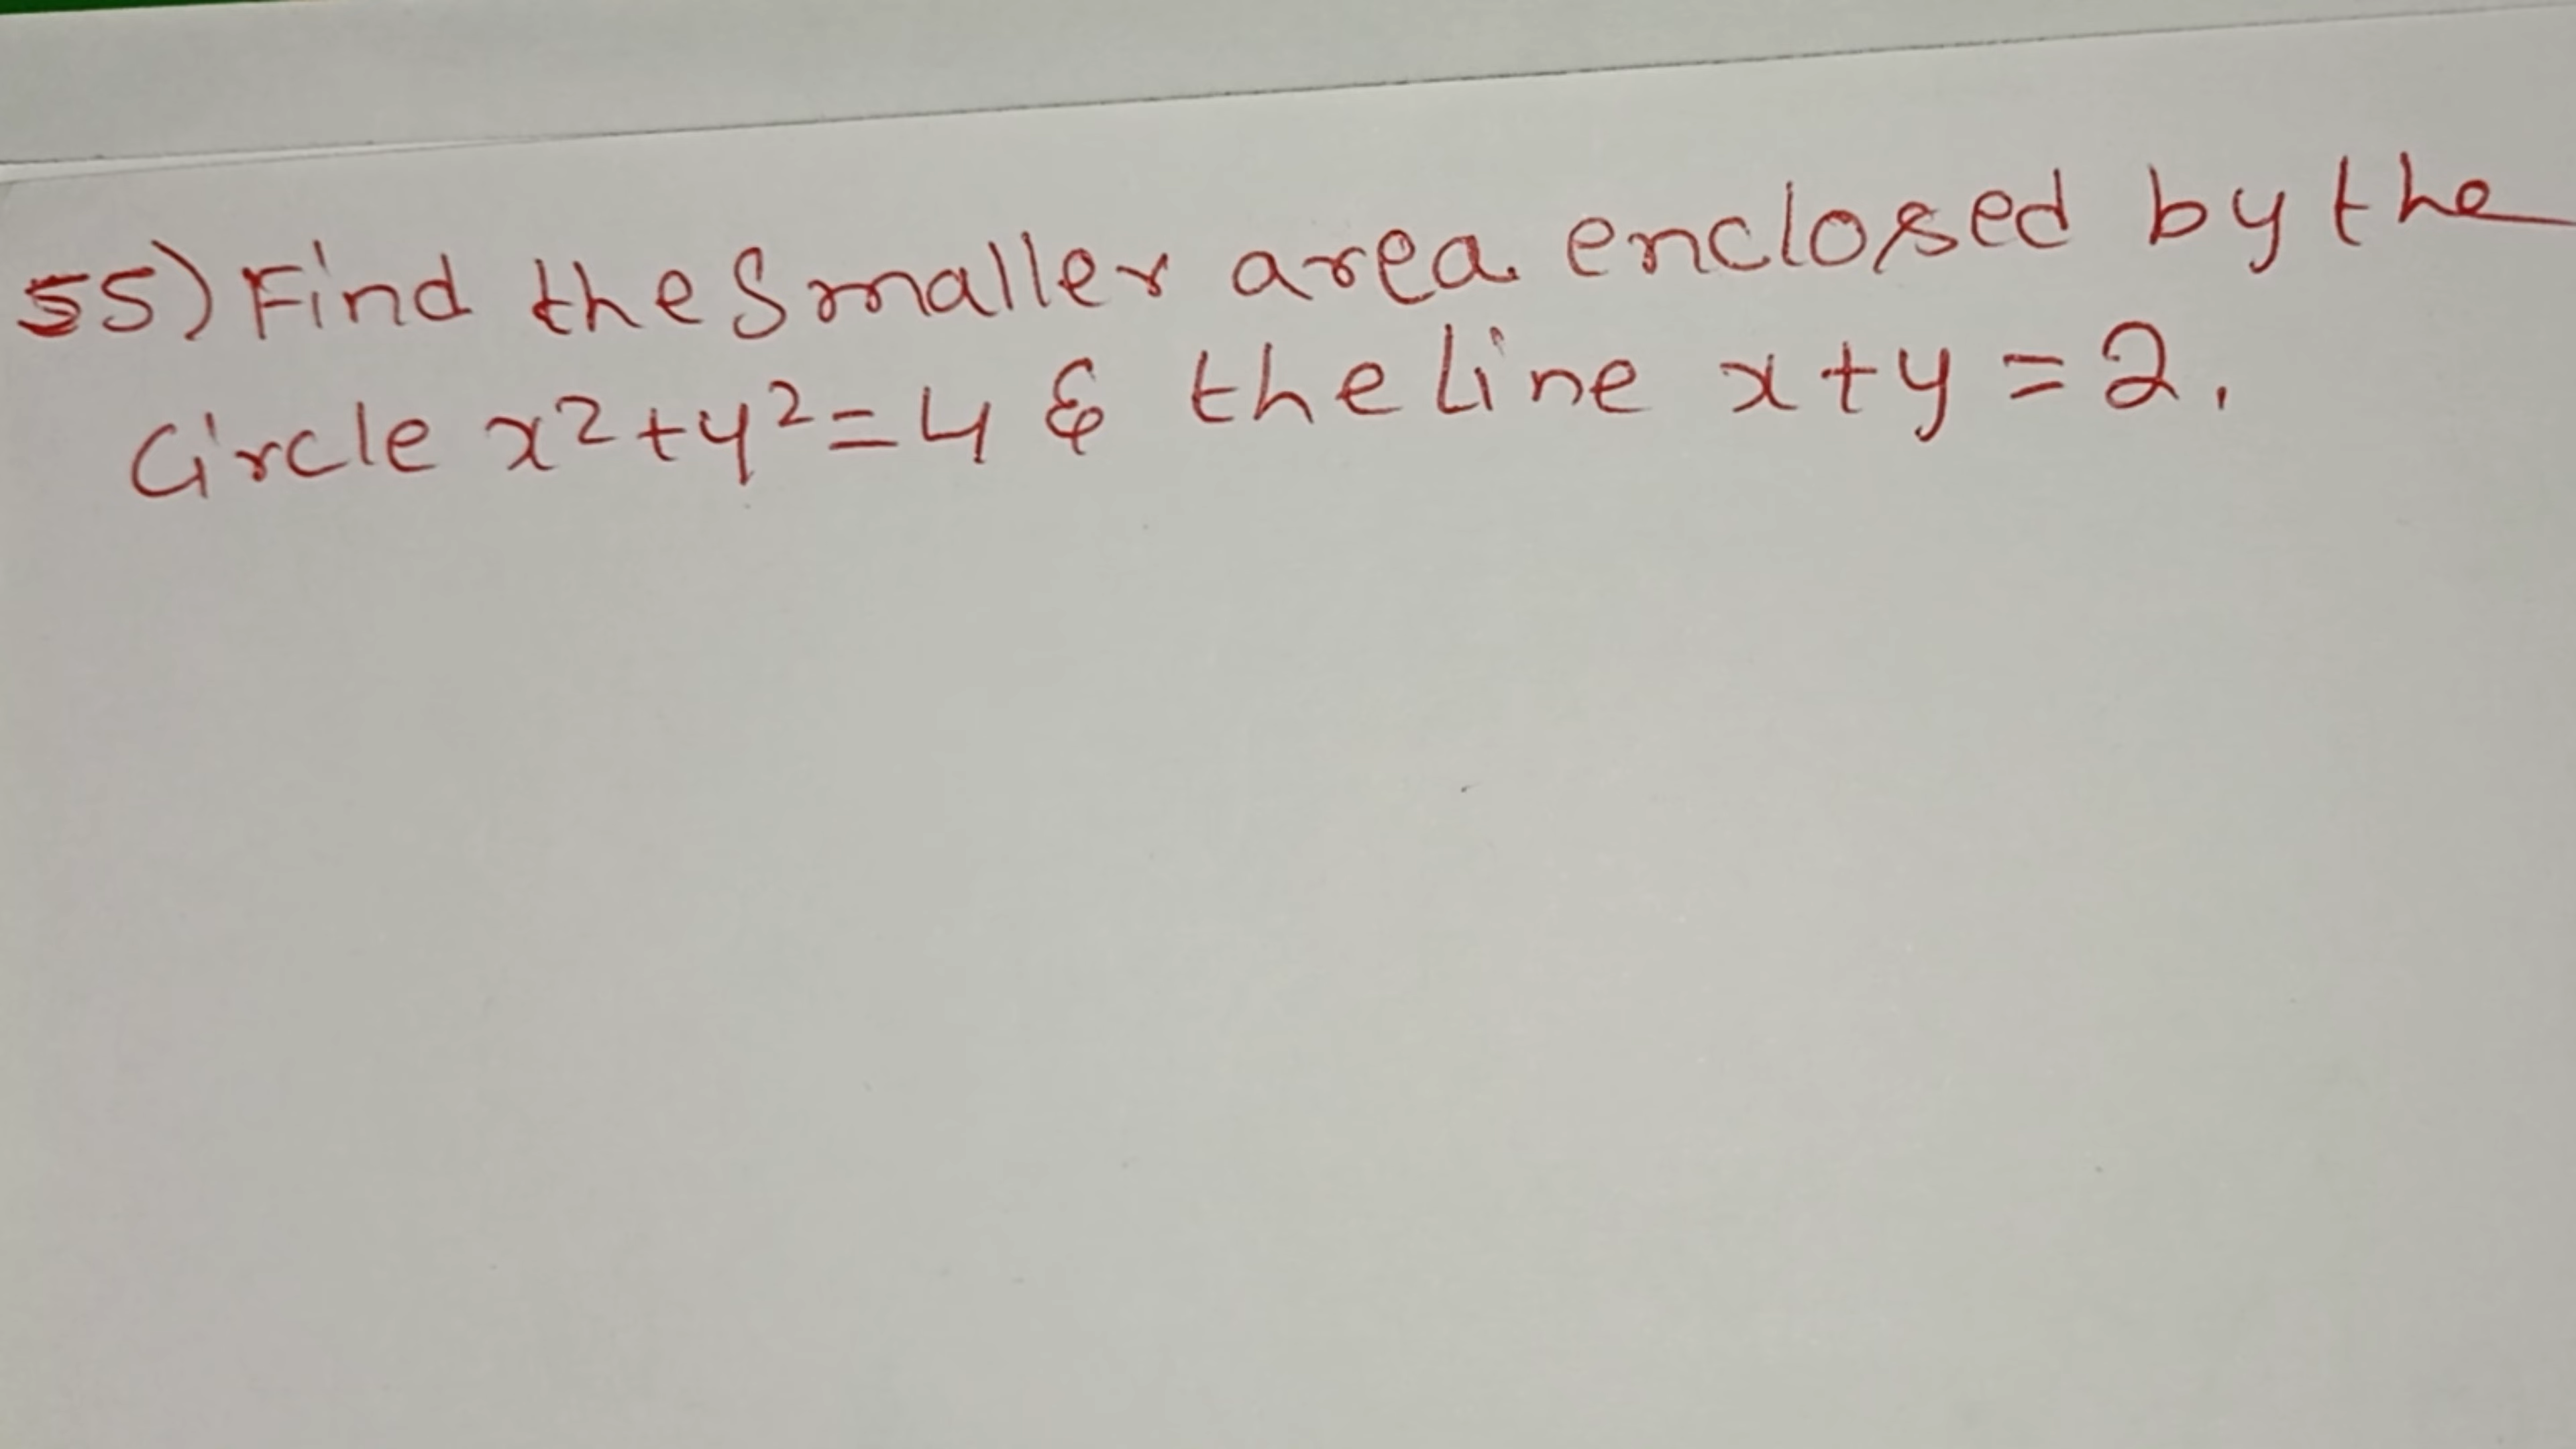 55) Find the Smaller area enclosed by the
Circle x²+y²=4 & the Line x+y=2.